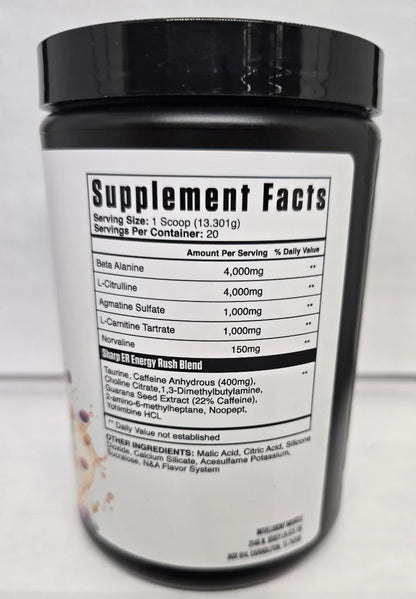 Supplement Facts
Serving Size: 1 Scoop (13.301g)
Servings Per Container: 20
Amount Per Serving % Daily Value
Beta Alanine 4,000mg **
L-Citrulline 4,000mg **
Agmatine Sulfate 1,000mg **
L-Carnitine Tartrate 1,000mg **
Norvaline 150mg **
Sharp ER Energy Rush Blend
Taurine, Caffeine Anhydrous (400mg), **
Choline Citrate,1,3-Dimethylbutylamine,
Guarana Seed Extract (22% Caffeine),
2-amino-6-methylheptane, Noopept,
Yohimbine HCL
** Daily Value not established
OTHER INGREDIENTS: Malic Acid, Citric Acid, Silicone
Dioxide, Calcium Silicate, Acesulfame Potassium,
Sucralose, N&A Flavor System
INTELLIGENT MUSCLE